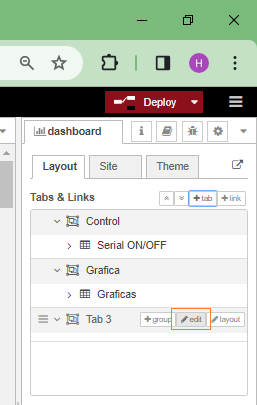 H
Deploy
dashboard
i
Layout Site Theme
Tabs & Links
+ tab + link
Control
Serial ON/OFF
Grafica
Graficas
Tab 3 + group edit layout